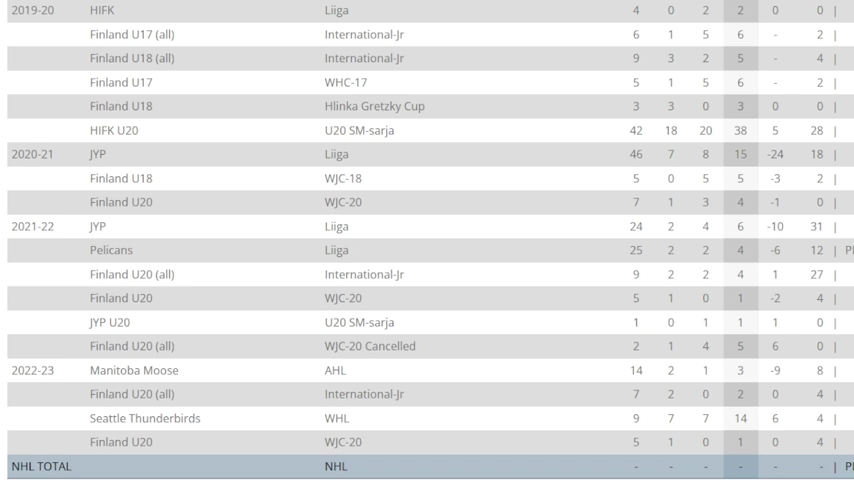 2019-20 HIFK Liiga 4 0 2 2 0 0 |
Finland U17 (all) International-Jr 6 1 5 6 - 2 |
Finland U18 (all) International-Jr 9 3 2 5 - 4 |
Finland U17 WHC-17 5 1 5 6 - 2 |
Finland U18 Hlinka Gretzky Cup 3 3 0 3 0 0 |
HIFK U20 U20 SM-sarja 42 18 20 38 5 28 |
2020-21 JYP Liiga 46 7 8 15 -24 18 |
Finland U18 WJC-18 5 0 5 5 -3 2 |
Finland U20 WJC-20 7 1 3 4 -1 0 |
2021-22 JYP Liiga 24 2 4 6 -10 31 |
Pelicans Liiga 25 2 2 4 -6 12 |
Finland U20 (all) International-Jr 9 2 2 4 1 27 |
Finland U20 WJC-20 5 1 0 1 -2 4 |
JYP U20 U20 SM-sarja 1 0 1 1 1 0 |
Finland U20 (all) WJC-20 Cancelled 2 1 4 5 6 0 |
2022-23 Manitoba Moose AHL 14 2 1 3 -9 8 |
Finland U20 (all) International-Jr 7 2 0 2 0 4 |
Seattle Thunderbirds WHL 9 7 7 14 6 4 |
Finland U20 WJC-20 5 1 0 1 0 4 |
NHL TOTAL NHL - - - - - - |